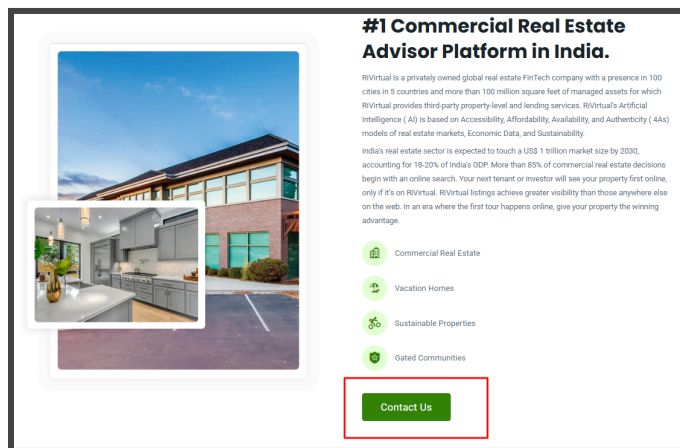 #1 Commercial Real Estate
Advisor Platform in India.
RiVirtual is a privately owned global real estate FinTech company with a presence in 100
cities in 5 countries and more than 100 million square feet of managed assets for which
RiVirtual provides third-party property-level and lending services. RiVirtual's Artificial
Intelligence ( AI) is based on Accessibility, Affordability, Availability, and Authenticity ( 4As)
models of real estate markets, Economic Data, and Sustainability.
India's real estate sector is expected to touch a US$ 1 trillion market size by 2030,
accounting for 18-20% of India's GDP. More than 85% of commercial real estate decisions
begin with an online search. Your next tenant or investor will see your property first online,
only if it's on RiVirtual. RiVirtual listings achieve greater visibility than those anywhere else
on the web. In an era where the first tour happens online, give your property the winning
advantage.
Commercial Real Estate
Vacation Homes
Sustainable Properties
Gated Communities
Contact Us